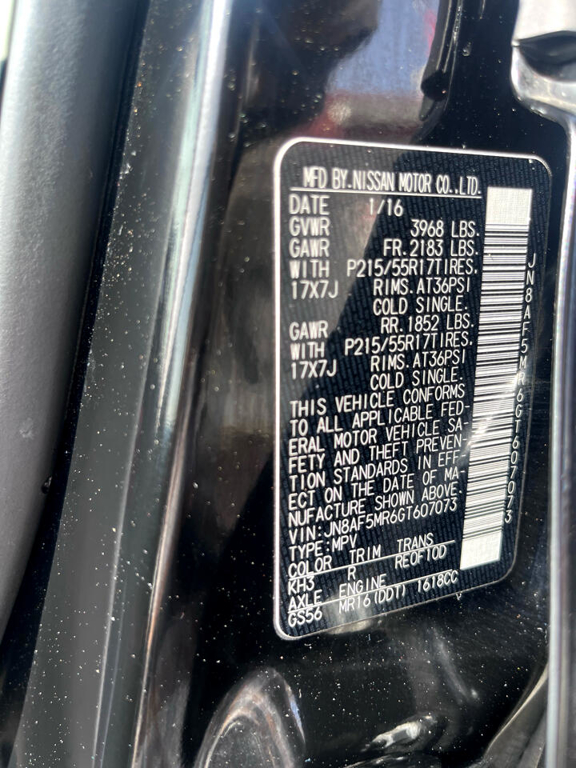 MFD BY.NISSAN MOTOR CO.,LTD.
DATE 1/16
GVWR 3968 LBS.
GAWR FR.2183 LBS.
WITH P215/55R17TIRES.
17X7J RIMS.AT36PSI
COLD SINGLE.
GAWR RR.1852 LBS.
WITH P215/55R17TIRES.
17X7J RIMS.AT36PSI
COLD SINGLE.
THIS VEHICLE CONFORMS
TO ALL APPLICABLE FED-
ERAL MOTOR VEHICLE SA-
FETY AND THEFT PREVEN-
TION STANDARDS IN EFF-
ECT ON THE DATE OF MA-
NUFACTURE SHOWN ABOVE.
VIN:JN8AF5MR6GT607073
TYPE:MPV
COLOR TRIM TRANS
KH3 R RE0F10D
AXLE ENGINE
GS56 MR16(DDT) 1618CC
JN8AF5MR6GT607073